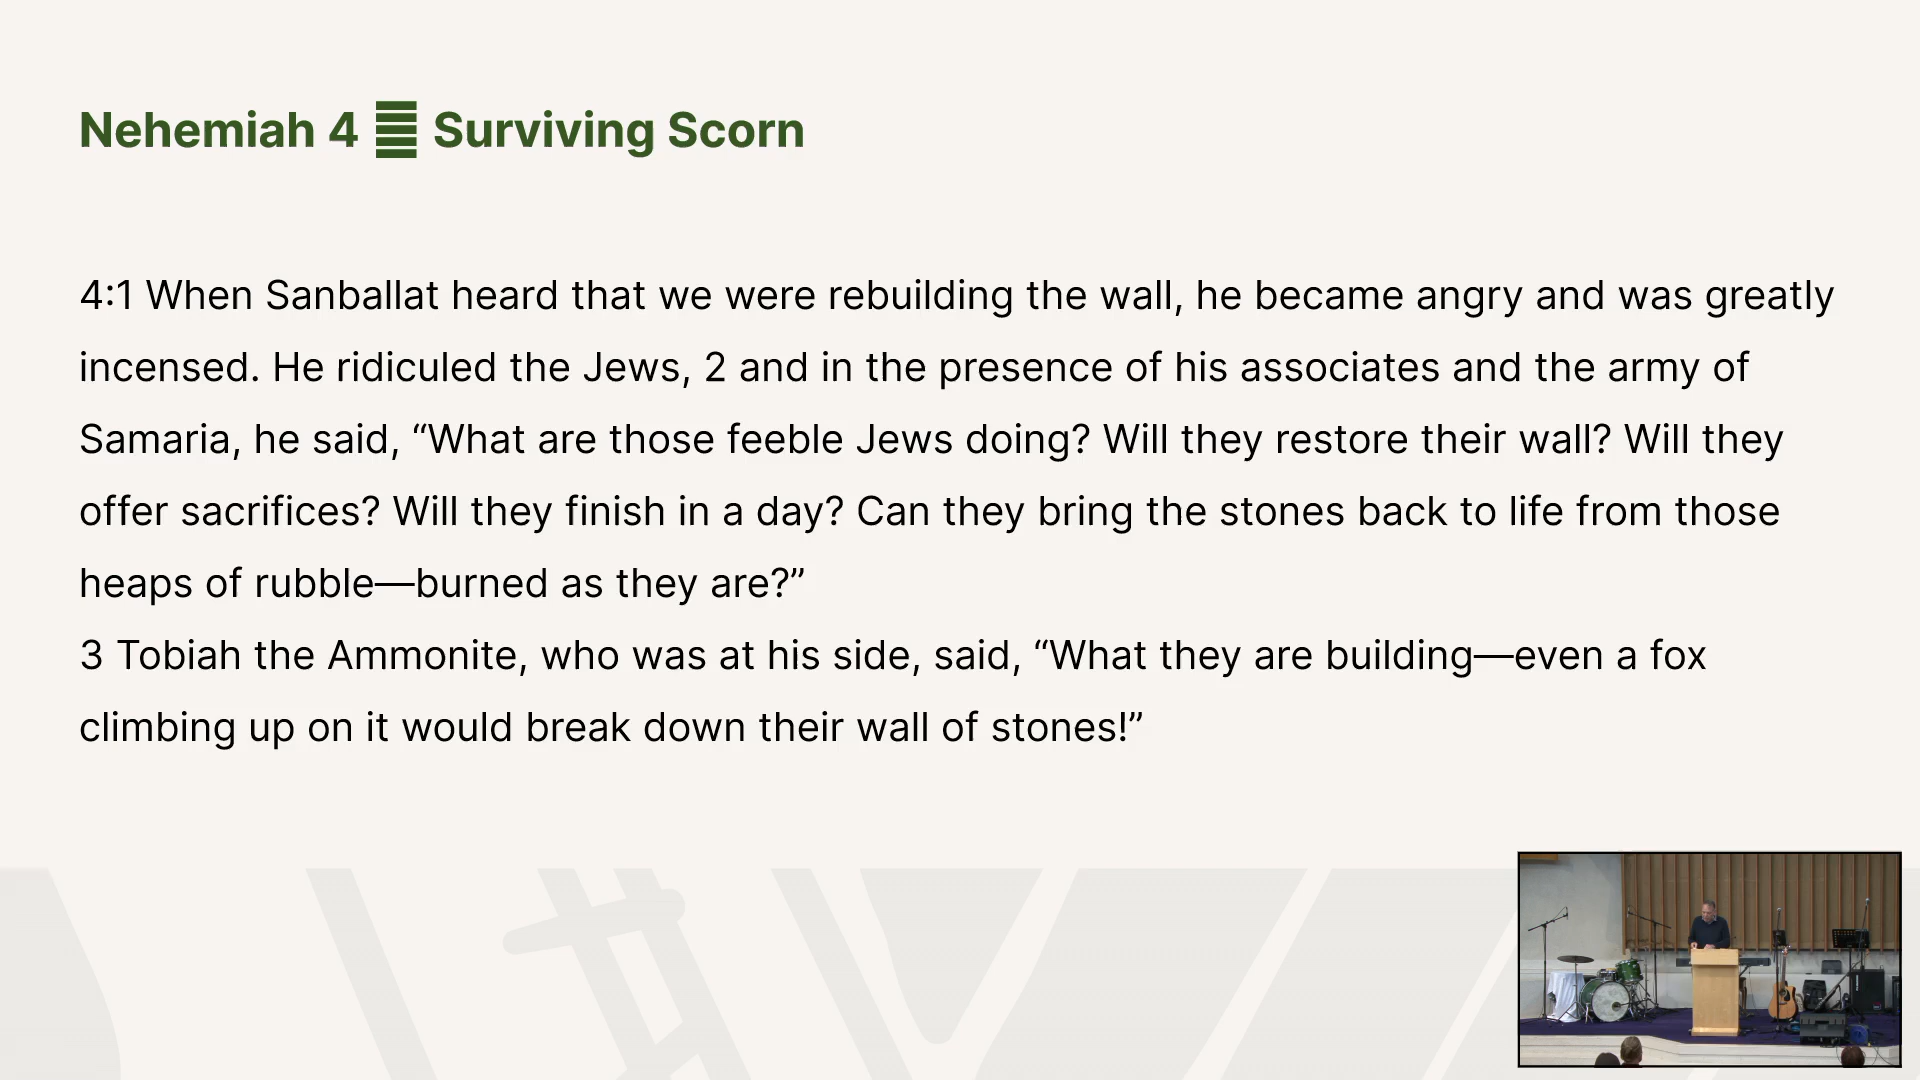 Nehemiah 4 𝌆 Surviving Scorn
4:1 When Sanballat heard that we were rebuilding the wall, he became angry and was greatly
incensed. He ridiculed the Jews, 2 and in the presence of his associates and the army of
Samaria, he said, “What are those feeble Jews doing? Will they restore their wall? Will they
offer sacrifices? Will they finish in a day? Can they bring the stones back to life from those
heaps of rubble—burned as they are?”
3 Tobiah the Ammonite, who was at his side, said, “What they are building—even a fox
climbing up on it would break down their wall of stones!”